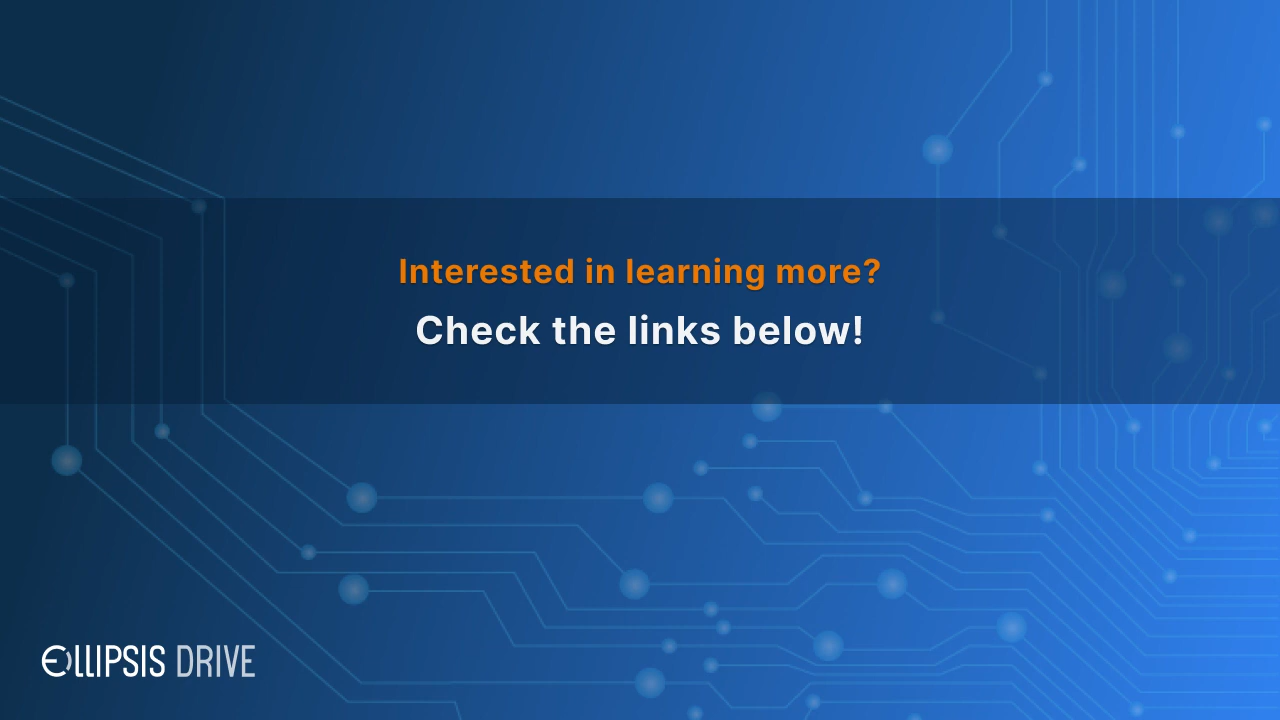 Interested in learning more?
Check the links below!
ELLIPSIS DRIVE